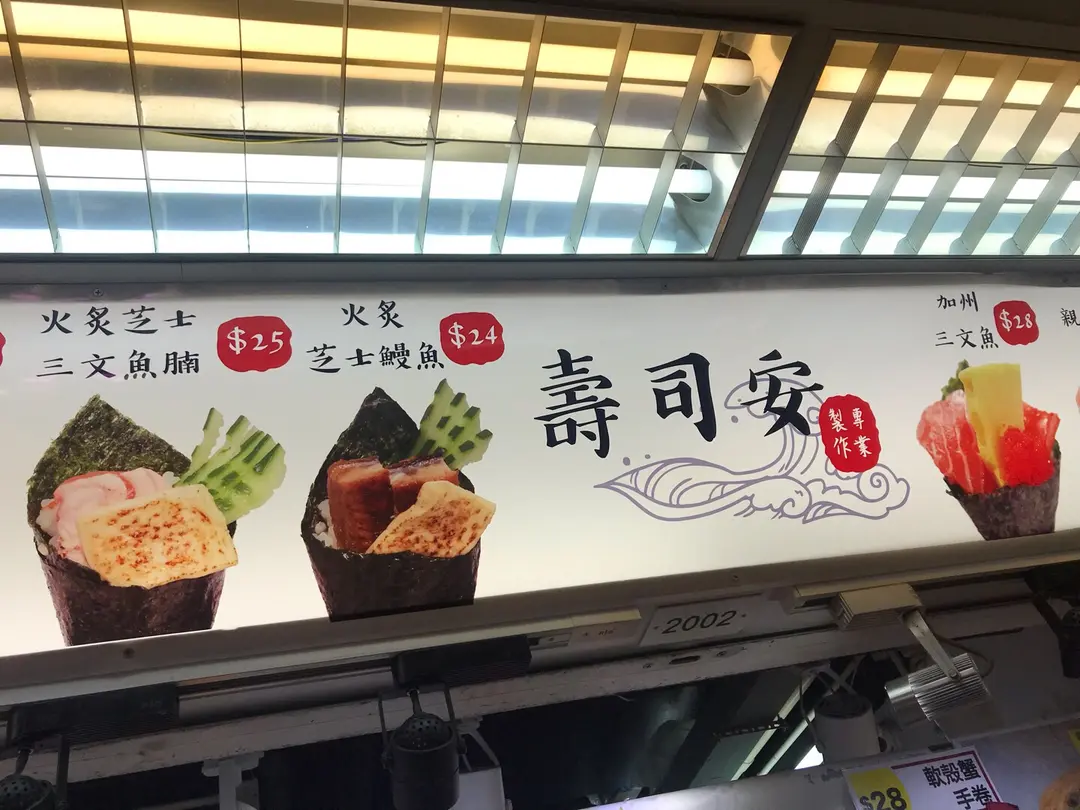 火炙芝士
三文魚腩
$25
火炙
芝士鰻魚
$24
壽司安
專業
製作
加州
三文魚
$28
親
2002
$28
軟殼蟹
手卷